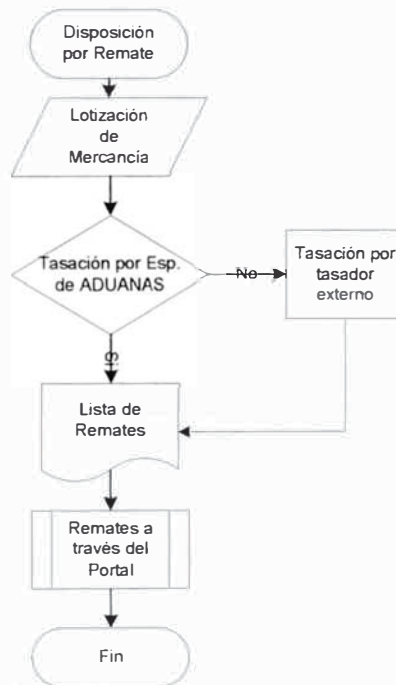 Disposición
por Remate
Lotización
de
Mercancía
Tasación por Esp.
de ADUANAS
No
Tasación por
tasador
externo
Si
Lista de
Remates
Remates a
través del
Portal
Fin